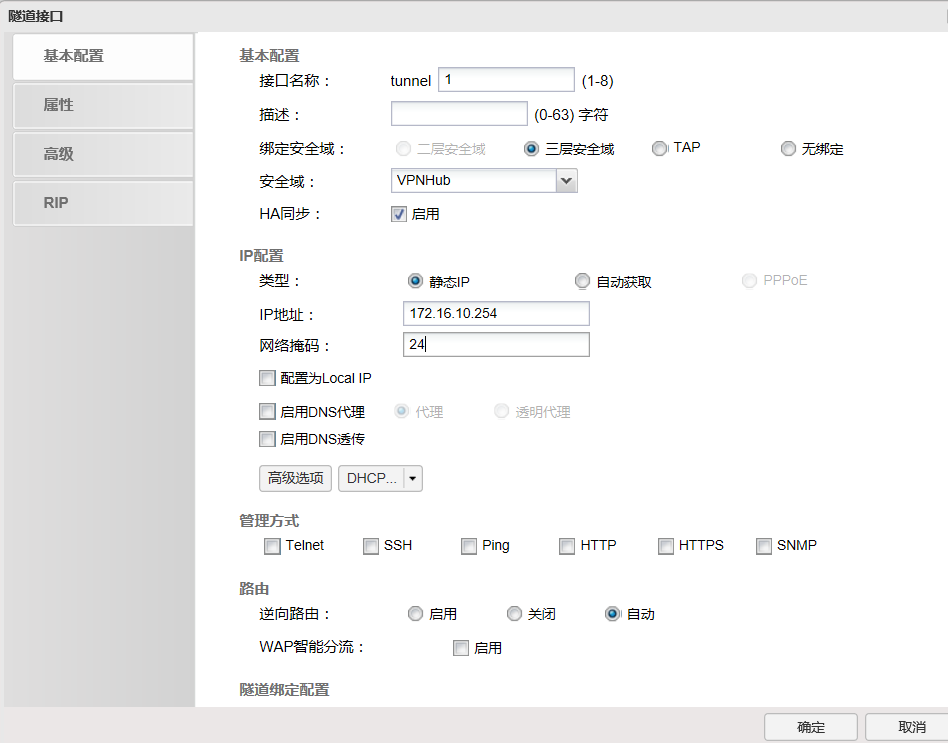 隧道接口
基本配置
属性
高级
RIP
基本配置
接口名称： tunnel 1 (1-8)
描述： (0-63) 字符
绑定安全域： 二层安全域 三层安全域 TAP 无绑定
安全域： VPNHub
HA同步： 启用
IP配置
类型： 静态IP 自动获取 PPPoE
IP地址： 172.16.10.254
网络掩码： 24
配置为Local IP
启用DNS代理 代理 透明代理
启用DNS透传
高级选项 DHCP...
管理方式
Telnet SSH Ping HTTP HTTPS SNMP
路由
逆向路由： 启用 关闭 自动
WAP智能分流： 启用
隧道绑定配置
确定 取消